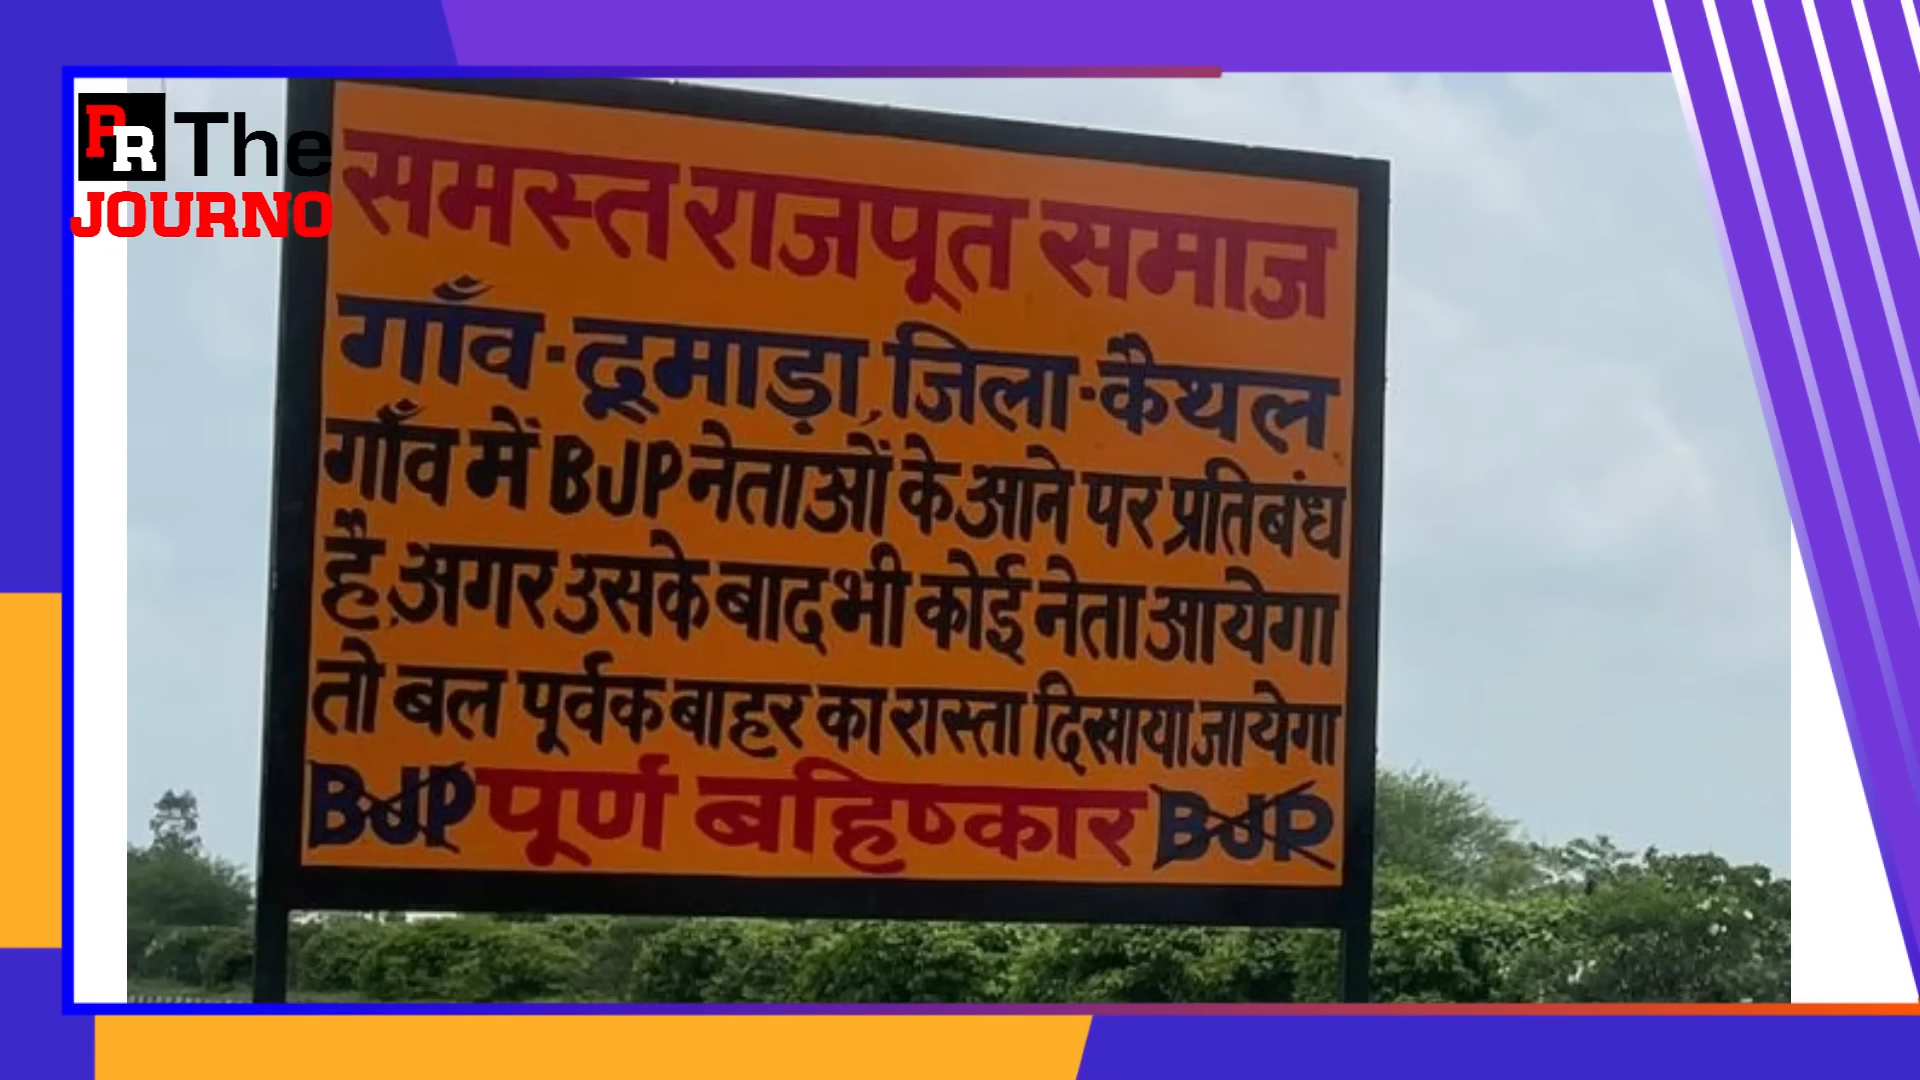 PR The
JOURNO
समस्त राजपूत समाज
गाँव-दूमाड़ा, जिला-कैथल
गाँव में BJP नेताओं के आने पर प्रतिबंध
है, अगर उसके बाद भी कोई नेता आयेगा
तो बल पूर्वक बाहर का रास्ता दिखाया जायेगा
BJP पूर्ण बहिष्कार BJP